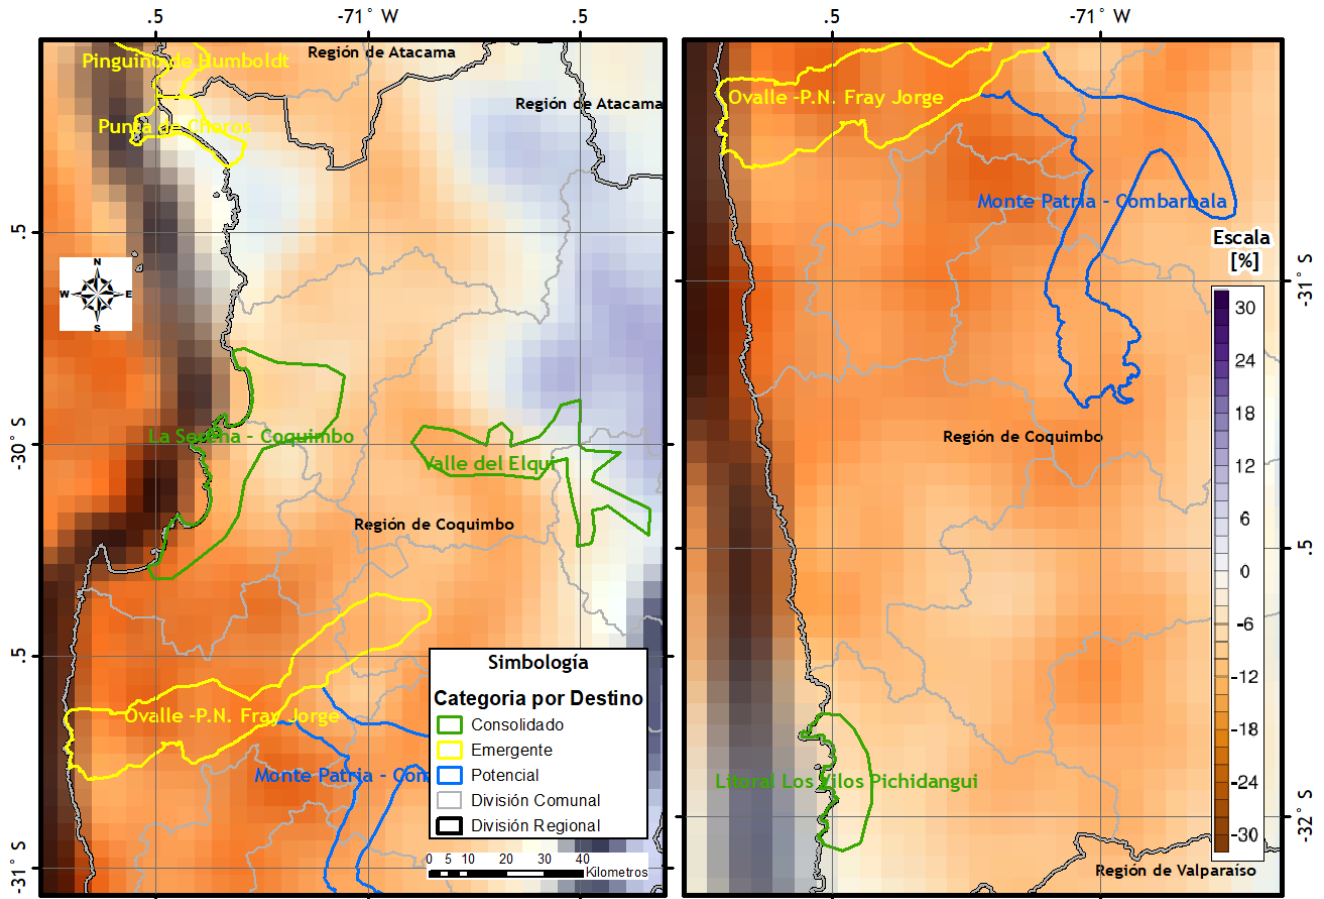 .5
-71° W
.5
.5
-71° W
Región de Atacama
Pinguino de Humboldt
Región de Atacama
Punta de Choros
Ovalle -P.N. Fray Jorge
Monte Patria - Combarbala
.5
Escala
[%]
N
W
E
S
-31° S
30
24
18
12
6
0
-6
-12
-18
-24
-30
La Serena - Coquimbo
-30° S
Valle del Elqui
Región de Coquimbo
Región de Coquimbo
.5
.5
Simbología
Categoria por Destino
Consolidado
Emergente
Potencial
División Comunal
División Regional
Ovalle -P.N. Fray Jorge
Monte Patria - Com
Litoral Los Vilos Pichidangui
-32° S
0 5 10 20 30 40
Kilometros
-31° S
Región de Valparaíso